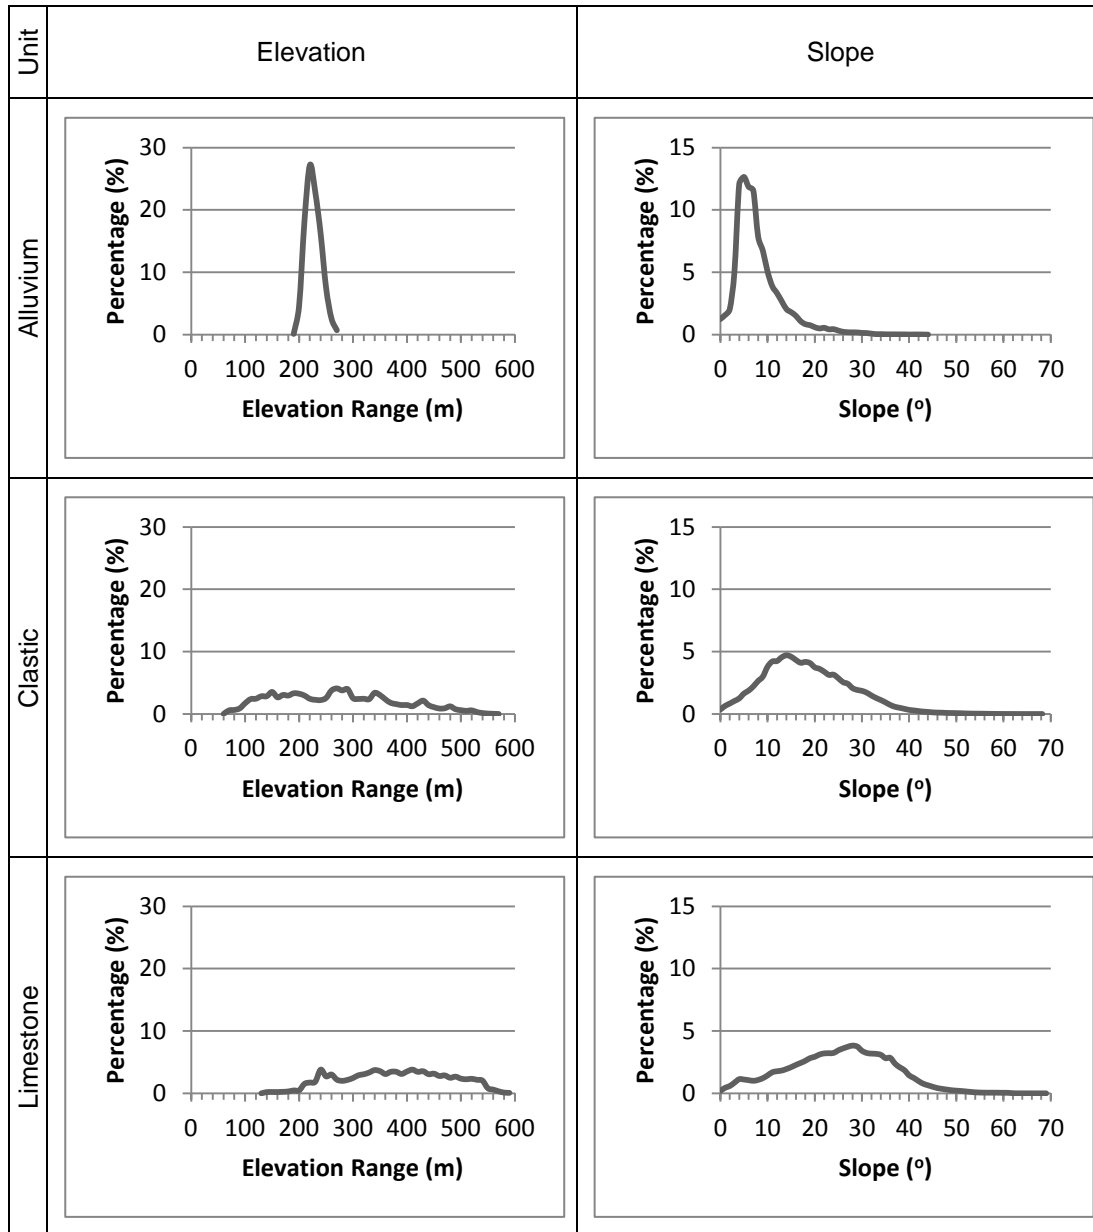 Unit
Elevation
Slope
Alluvium
Percentage (%)
30
20
10
0
0 100 200 300 400 500 600
Elevation Range (m)
Percentage (%)
15
10
5
0
0 10 20 30 40 50 60 70
Slope (º)
Clastic
Percentage (%)
30
20
10
0
0 100 200 300 400 500 600
Elevation Range (m)
Percentage (%)
15
10
5
0
0 10 20 30 40 50 60 70
Slope (º)
Limestone
Percentage (%)
30
20
10
0
0 100 200 300 400 500 600
Elevation Range (m)
Percentage (%)
15
10
5
0
0 10 20 30 40 50 60 70
Slope (º)